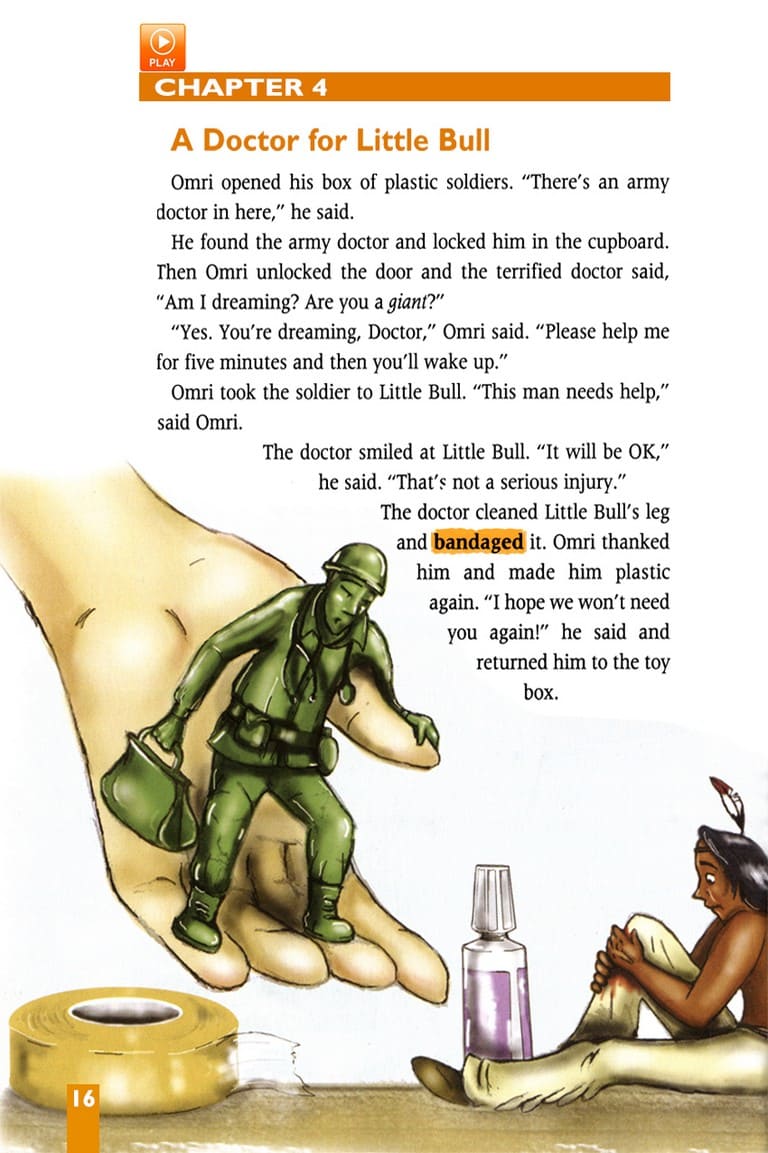 PLAY
CHAPTER 4
A Doctor for Little Bull
Omri opened his box of plastic soldiers. “There’s an army
doctor in here,” he said.
He found the army doctor and locked him in the cupboard.
Then Omri unlocked the door and the terrified doctor said,
“Am I dreaming? Are you a giant?”
“Yes. You’re dreaming, Doctor,” Omri said. “Please help me
for five minutes and then you’ll wake up.”
Omri took the soldier to Little Bull. “This man needs help,”
said Omri.
The doctor smiled at Little Bull. “It will be OK,”
he said. “That’s not a serious injury.”
The doctor cleaned Little Bull’s leg
and bandaged it. Omri thanked
him and made him plastic
again. “I hope we won’t need
you again!” he said and
returned him to the toy
box.
16